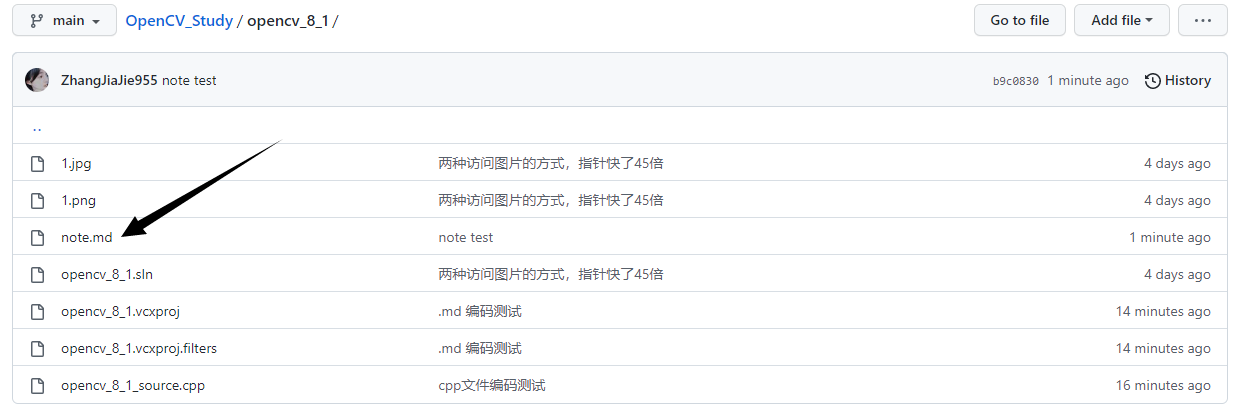 main OpenCV_Study / opencv_8_1 / Go to file Add file ...
ZhangJiaJie955 note test b9c0830 1 minute ago History
..
1.jpg 两种访问图片的方式，指针快了45倍 4 days ago
1.png 两种访问图片的方式，指针快了45倍 4 days ago
note.md note test 1 minute ago
opencv_8_1.sln 两种访问图片的方式，指针快了45倍 4 days ago
opencv_8_1.vcxproj .md 编码测试 14 minutes ago
opencv_8_1.vcxproj.filters .md 编码测试 14 minutes ago
opencv_8_1_source.cpp cpp文件编码测试 16 minutes ago